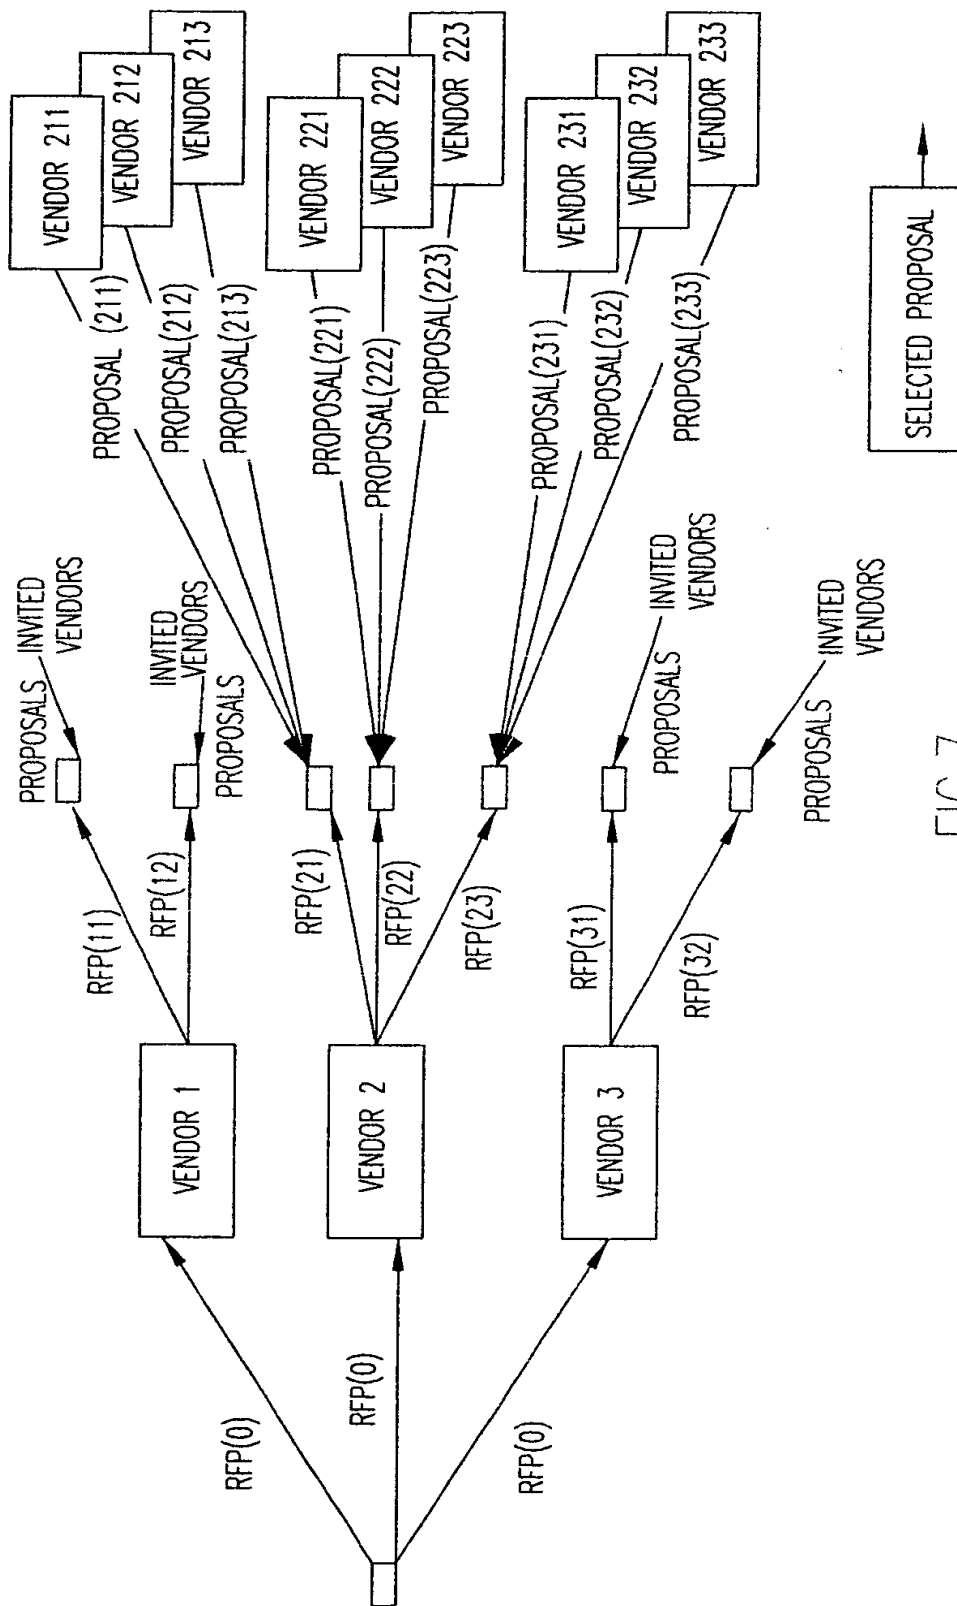 RFP(0)
RFP(0)
RFP(0)
VENDOR 1
VENDOR 2
VENDOR 3
RFP(11)
RFP(12)
RFP(21)
RFP(22)
RFP(23)
RFP(31)
RFP(32)
PROPOSALS
INVITED
VENDORS
PROPOSALS
INVITED
VENDORS
PROPOSALS
INVITED
VENDORS
PROPOSALS
INVITED
VENDORS
PROPOSAL (211)
PROPOSAL(212)
PROPOSAL(213)
PROPOSAL(221)
PROPOSAL(222)
PROPOSAL(223)
PROPOSAL(231)
PROPOSAL(232)
PROPOSAL(233)
VENDOR 211
VENDOR 212
VENDOR 213
VENDOR 221
VENDOR 222
VENDOR 223
VENDOR 231
VENDOR 232
VENDOR 233
SELECTED PROPOSAL